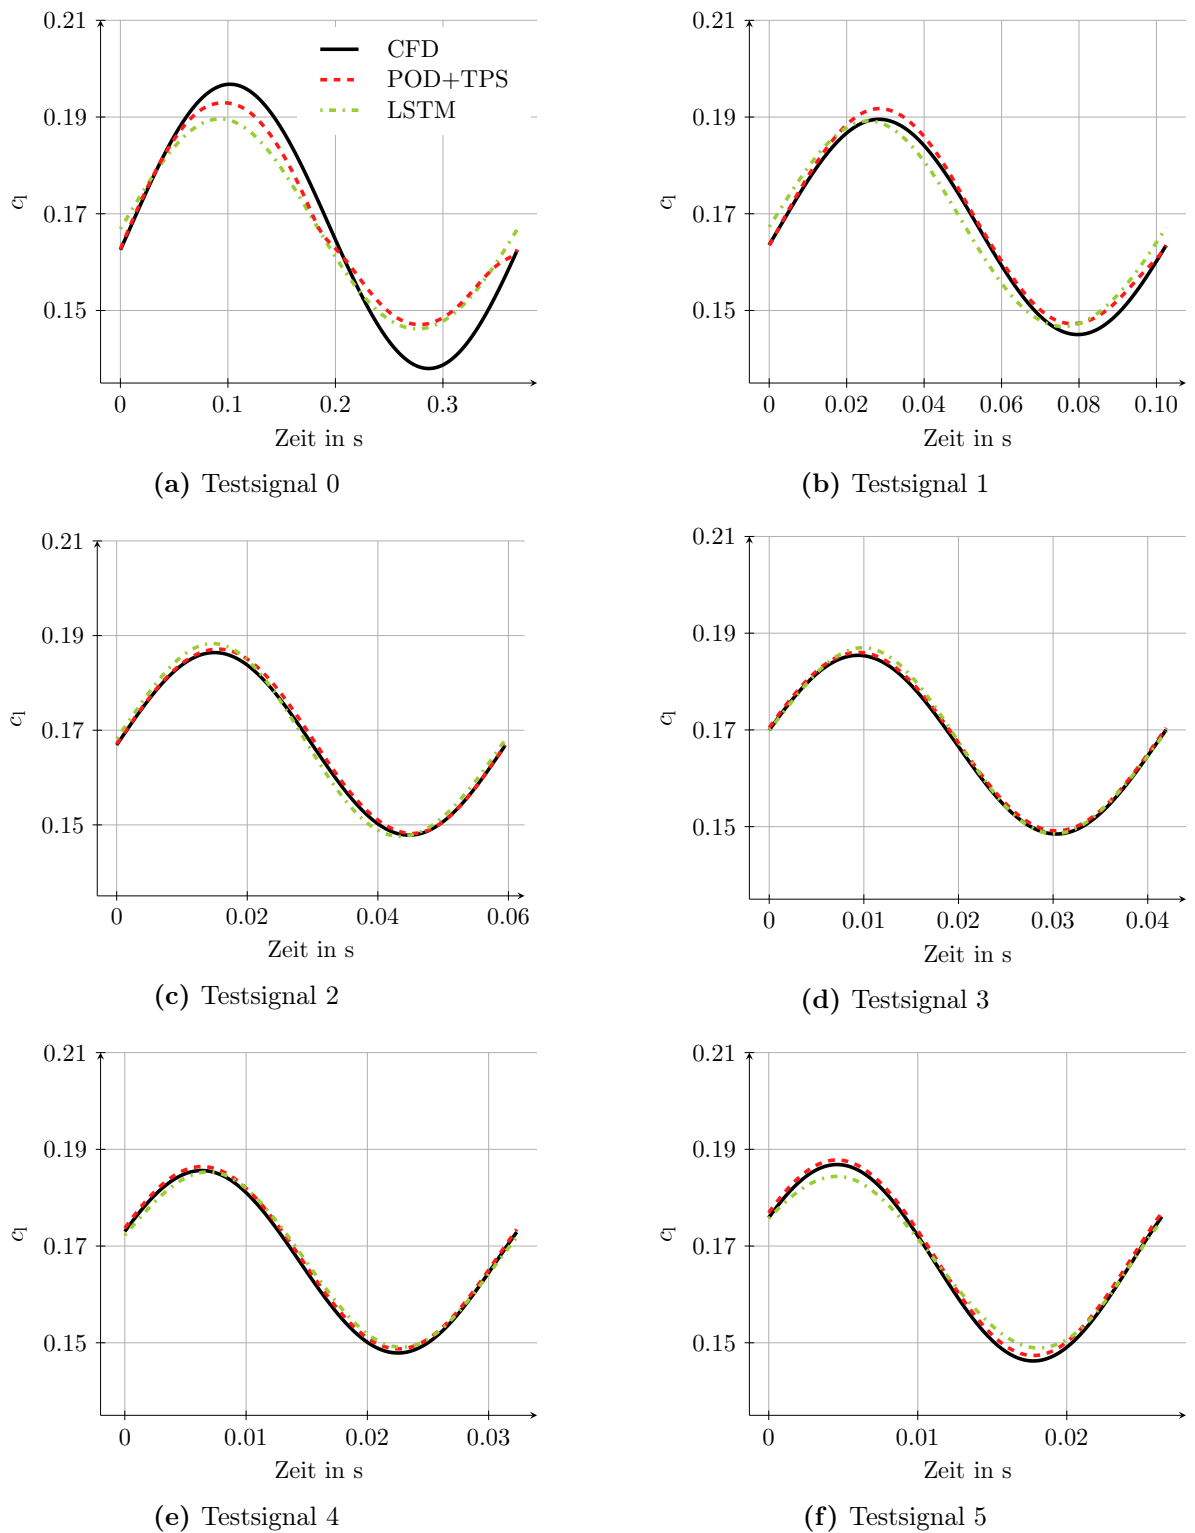 0.21
0.19
0.17
0.15
c_l
CFD
POD+TPS
LSTM
0 0.1 0.2 0.3
Zeit in s
(a) Testsignal 0
0.21
0.19
0.17
0.15
c_l
0 0.02 0.04 0.06 0.08 0.10
Zeit in s
(b) Testsignal 1
0.21
0.19
0.17
0.15
c_l
0 0.02 0.04 0.06
Zeit in s
(c) Testsignal 2
0.21
0.19
0.17
0.15
c_l
0 0.01 0.02 0.03 0.04
Zeit in s
(d) Testsignal 3
0.21
0.19
0.17
0.15
c_l
0 0.01 0.02 0.03
Zeit in s
(e) Testsignal 4
0.21
0.19
0.17
0.15
c_l
0 0.01 0.02
Zeit in s
(f) Testsignal 5